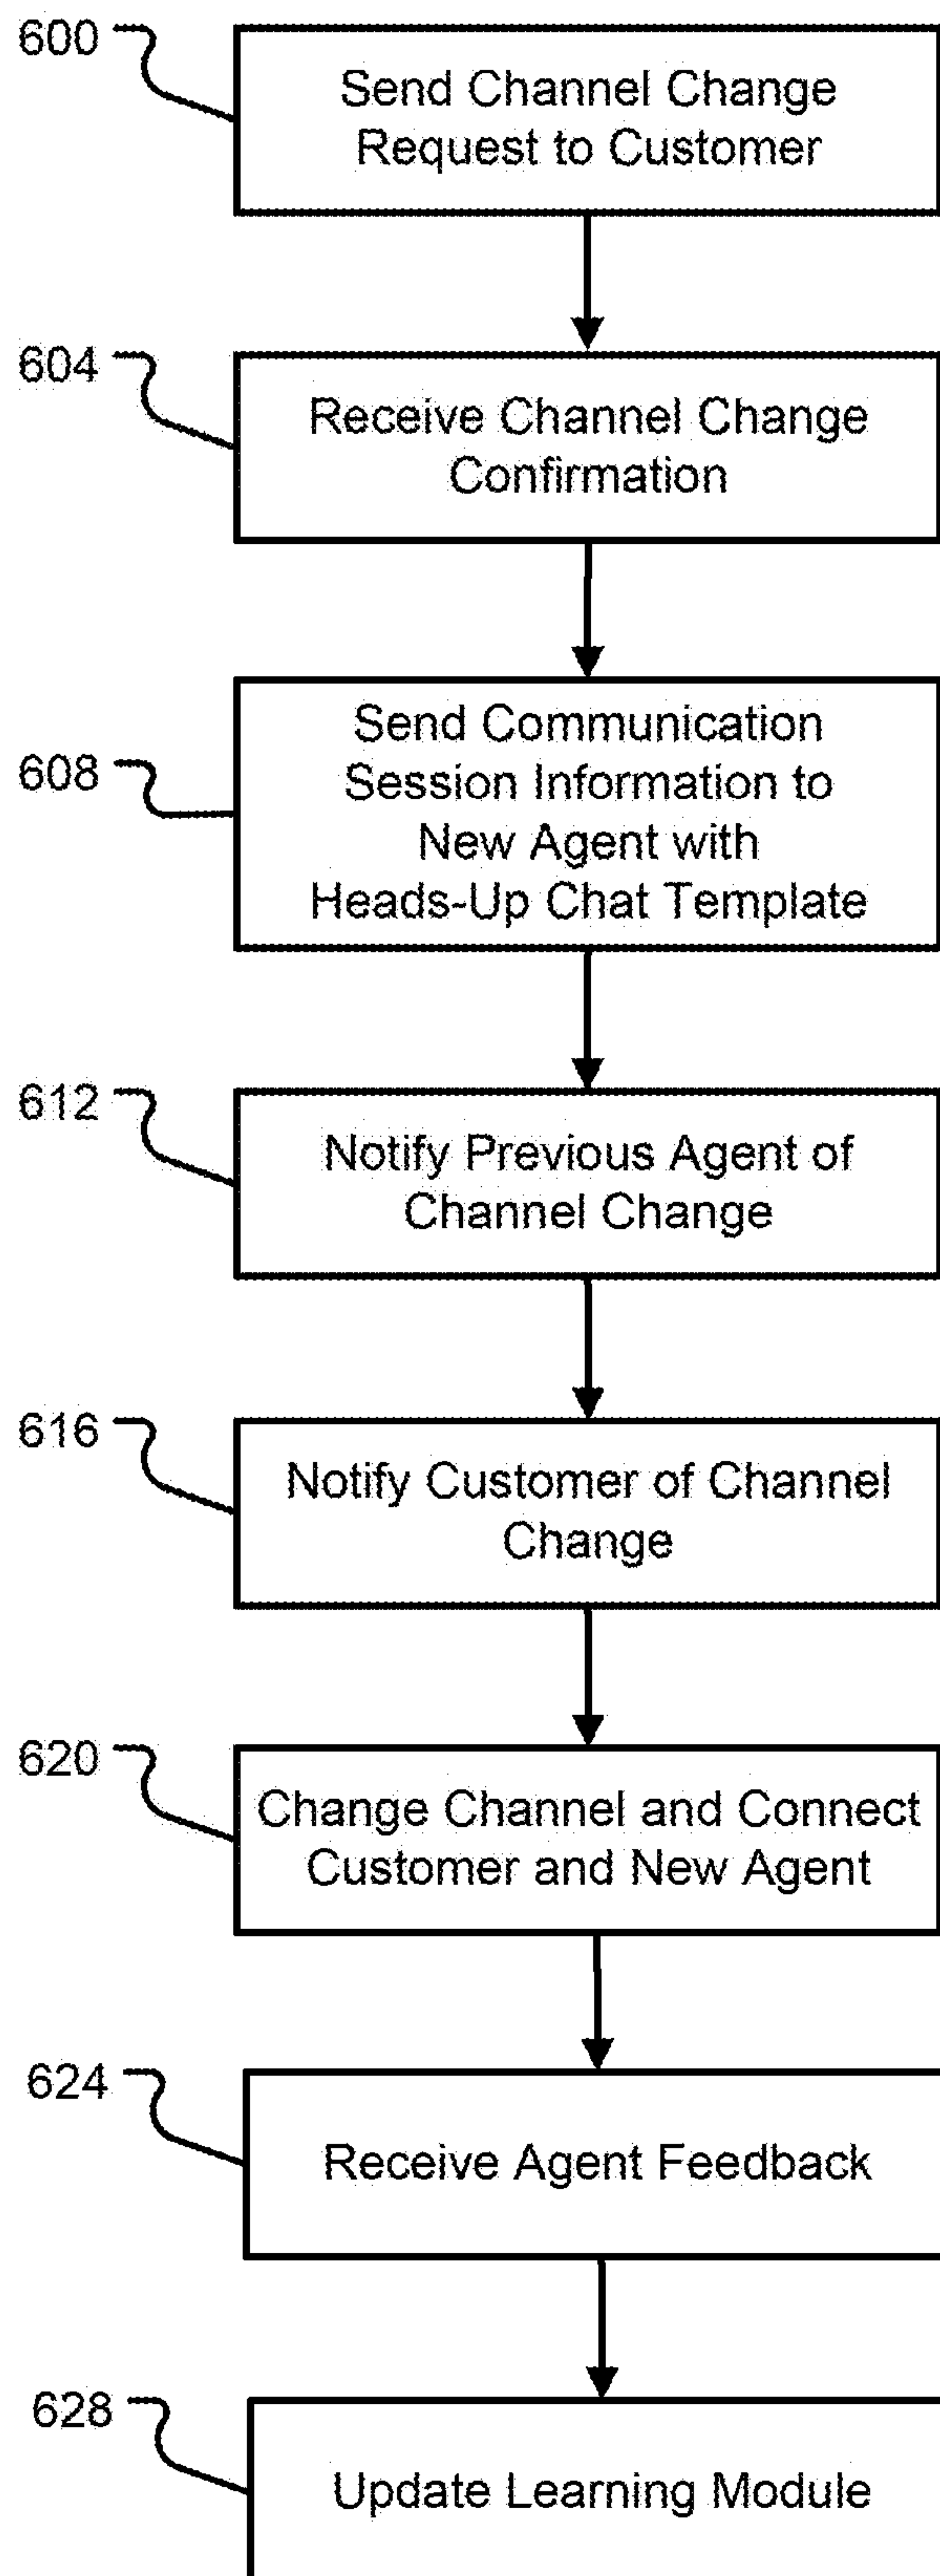 600
Send Channel Change
Request to Customer
604
Receive Channel Change
Confirmation
608
Send Communication
Session Information to
New Agent with
Heads-Up Chat Template
612
Notify Previous Agent of
Channel Change
616
Notify Customer of Channel
Change
620
Change Channel and Connect
Customer and New Agent
624
Receive Agent Feedback
628
Update Learning Module